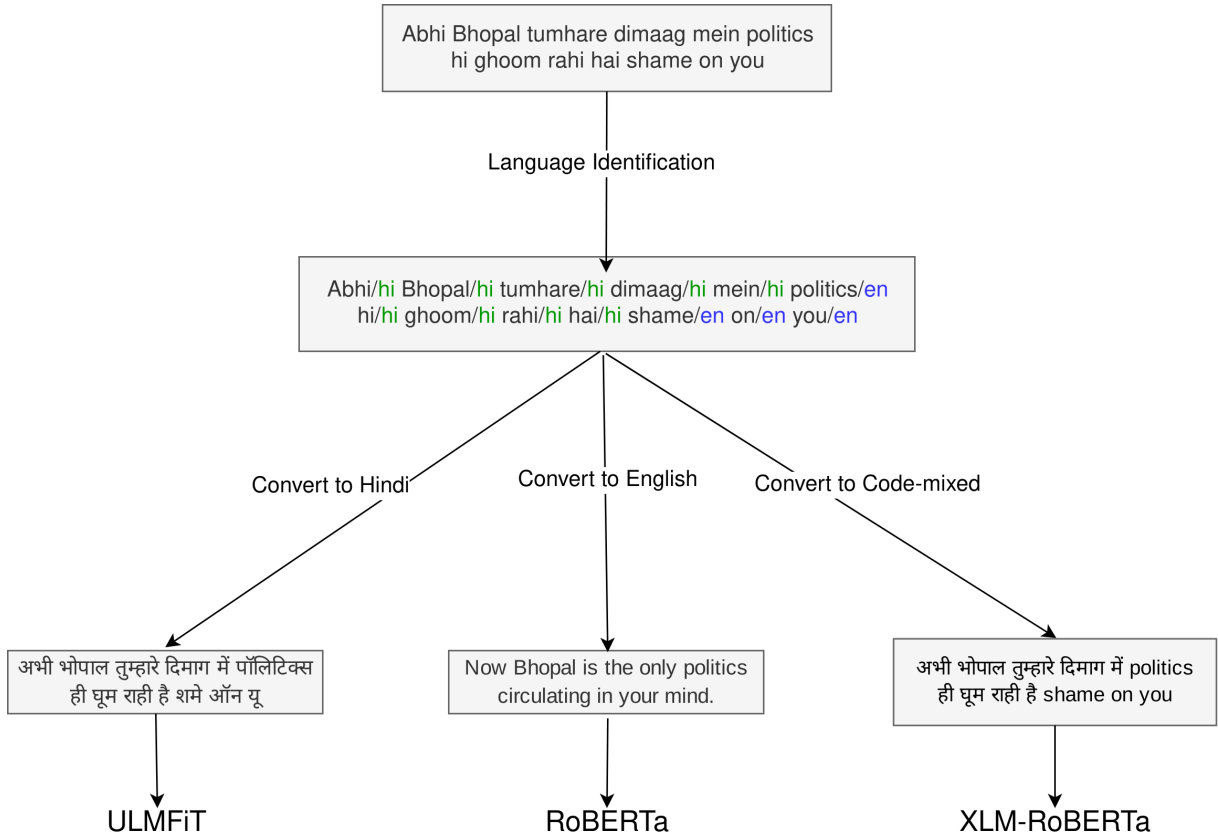 Abhi Bhopal tumhare dimaag mein politics
hi ghoom rahi hai shame on you
Language Identification
Abhi/hi Bhopal/hi tumhare/hi dimaag/hi mein/hi politics/en
hi/hi ghoom/hi rahi/hi hai/hi shame/en on/en you/en
Convert to Hindi
Convert to English
Convert to Code-mixed
अभी भोपाल तुम्हारे दिमाग में पॉलिटिक्स
ही घूम राही है शमे ऑन यू
Now Bhopal is the only politics
circulating in your mind.
अभी भोपाल तुम्हारे दिमाग में politics
ही घूम राही है shame on you
ULMFiT
RoBERTa
XLM-RoBERTa